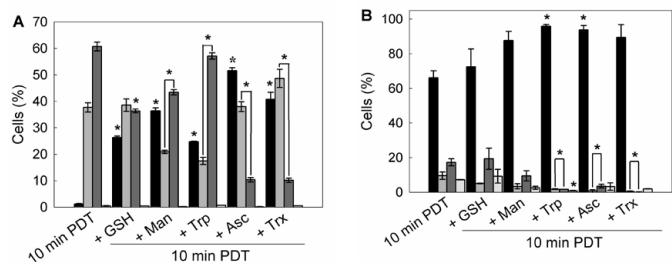 A
Cells (%)
70
60
50
40
30
20
10
0
* * * * * * * * * *
10 min PDT
+ GSH
+ Man
+ Trp
+ Asc
+ Trx
10 min PDT
B
Cells (%)
100
80
60
40
20
0
* * * * * *
10 min PDT
+ GSH
+ Man
+ Trp
+ Asc
+ Trx
10 min PDT